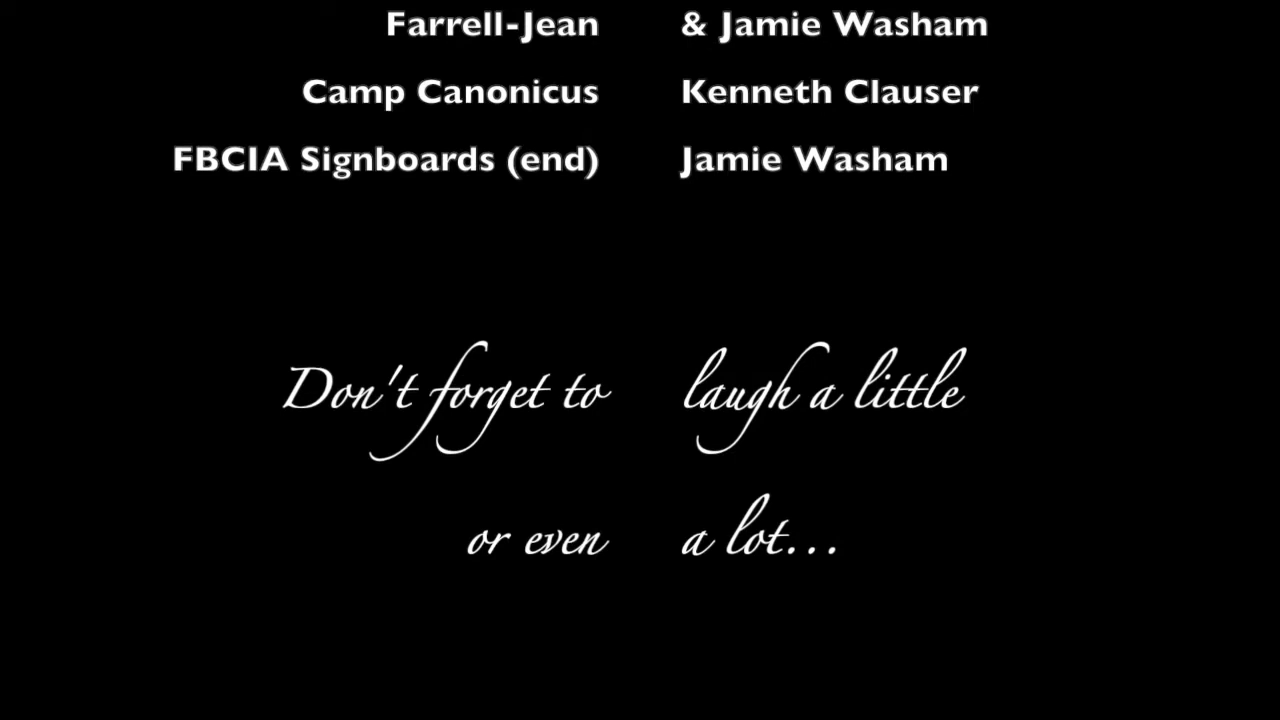 Farrell-Jean & Jamie Washam
Camp Canonicus Kenneth Clauser
FBCIA Signboards (end) Jamie Washam
Don't forget to laugh a little
or even a lot...